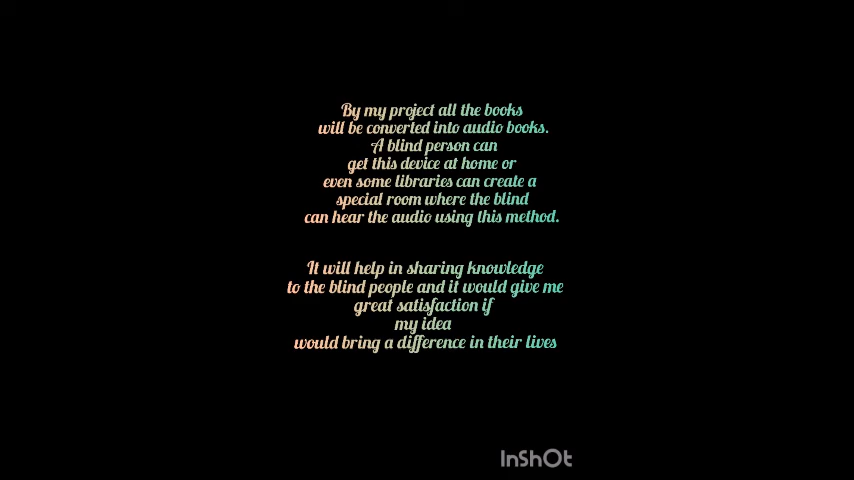 By my project all the books
will be converted into audio books.
A blind person can
get this device at home or
even some libraries can create a
special room where the blind
can hear the audio using this method.
It will help in sharing knowledge
to the blind people and it would give me
great satisfaction if
my idea
would bring a difference in their lives
InShOt